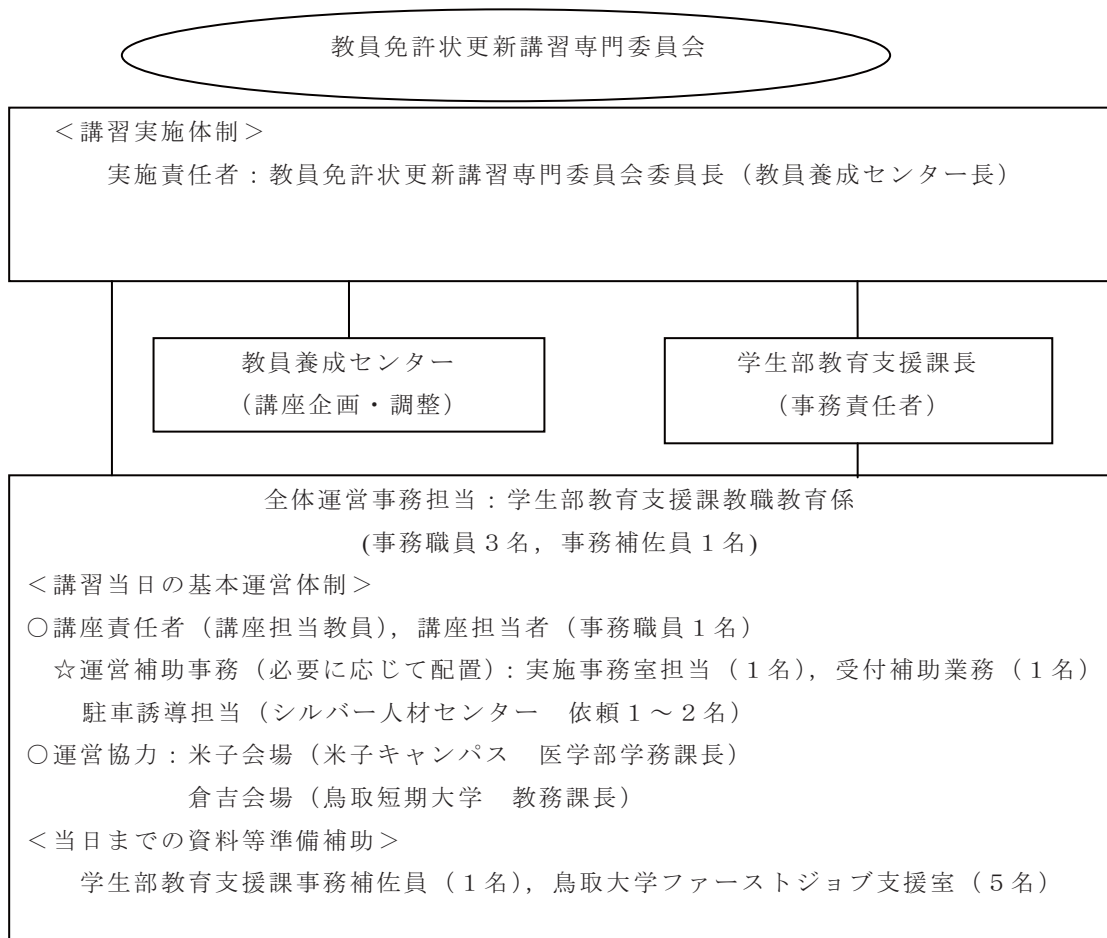 教員免許状更新講習専門委員会
＜講習実施体制＞
実施責任者：教員免許状更新講習専門委員会委員長（教員養成センター長）
教員養成センター
（講座企画・調整）
学生部教育支援課長
（事務責任者）
全体運営事務担当：学生部教育支援課教職教育係
(事務職員３名，事務補佐員１名)
＜講習当日の基本運営体制＞
○講座責任者（講座担当教員），講座担当者（事務職員１名）
☆運営補助事務（必要に応じて配置）：実施事務室担当（１名），受付補助業務（１名）
駐車誘導担当（シルバー人材センター　依頼１～２名）
○運営協力：米子会場（米子キャンパス　医学部学務課長）
倉吉会場（鳥取短期大学　教務課長）
＜当日までの資料等準備補助＞
学生部教育支援課事務補佐員（１名），鳥取大学ファーストジョブ支援室（５名）